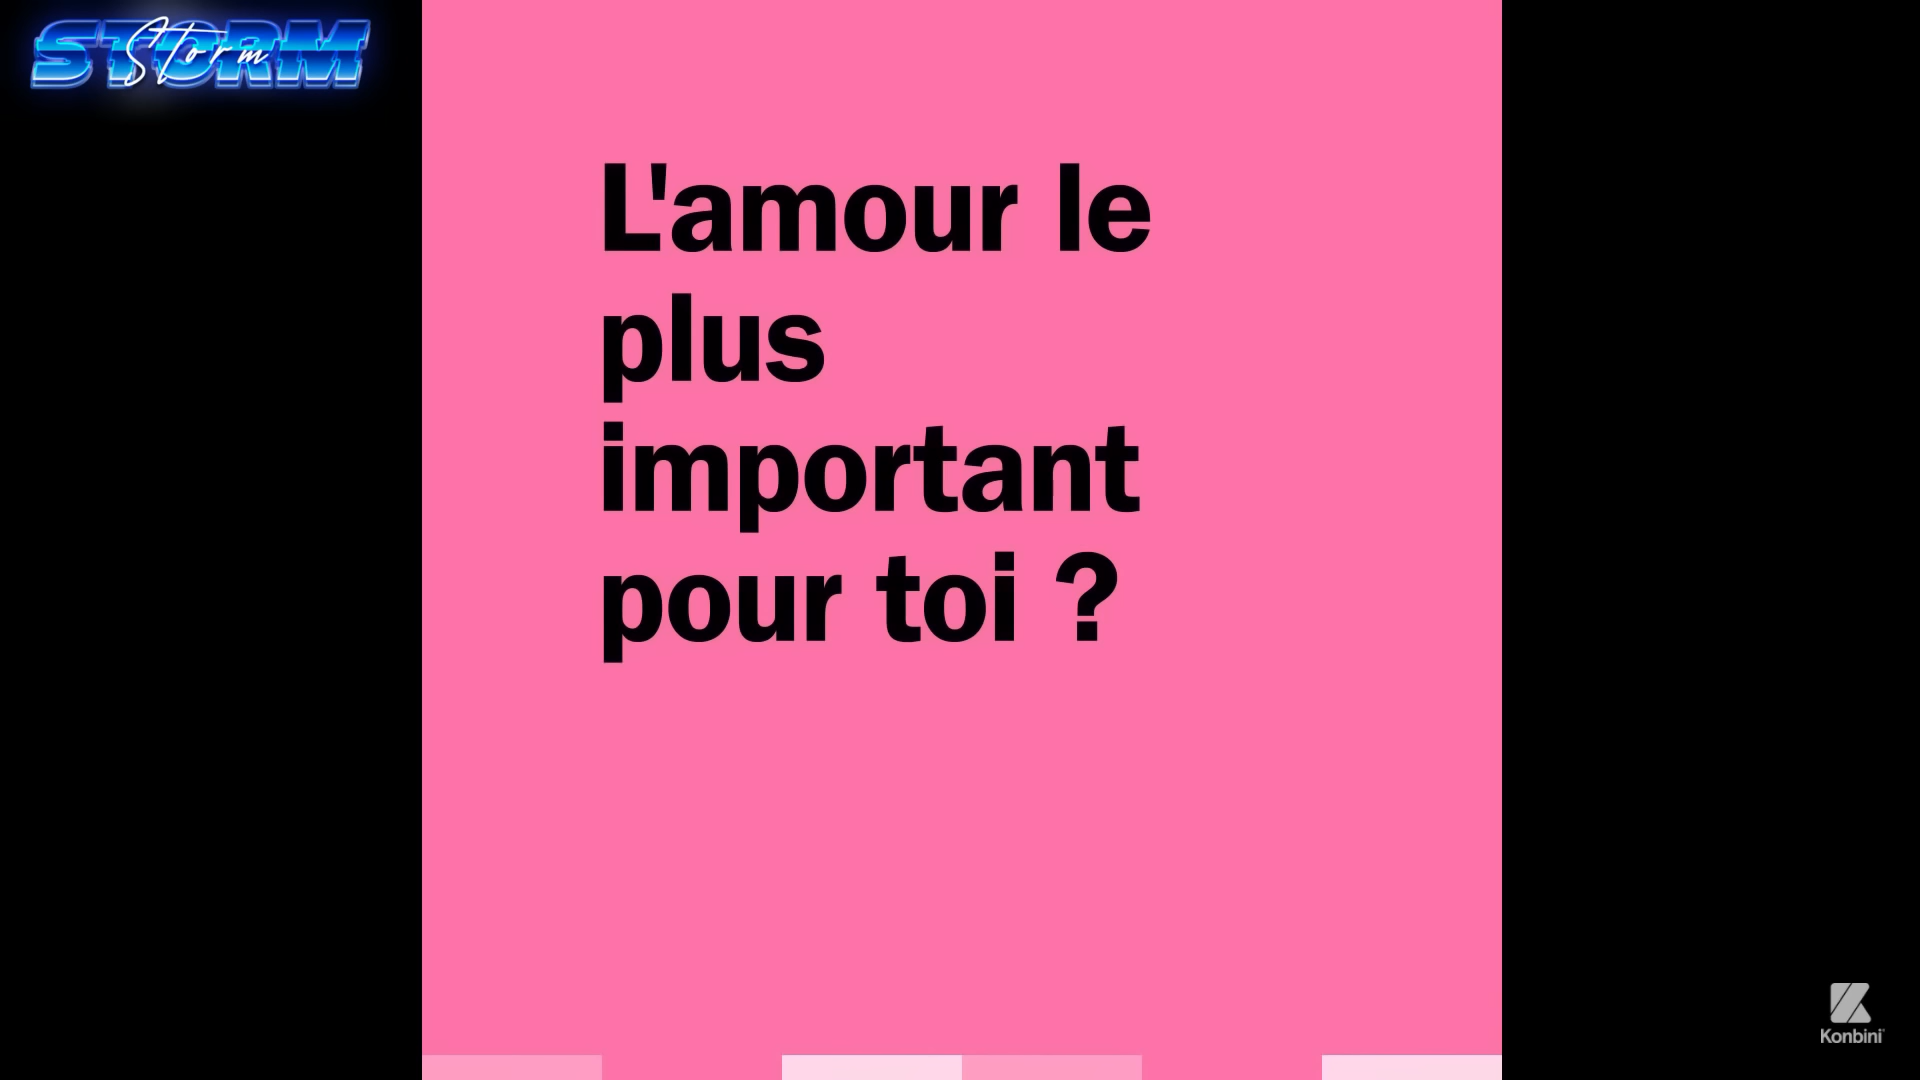 STORM
Storm
L'amour le
plus
important
pour toi ?
Konbini